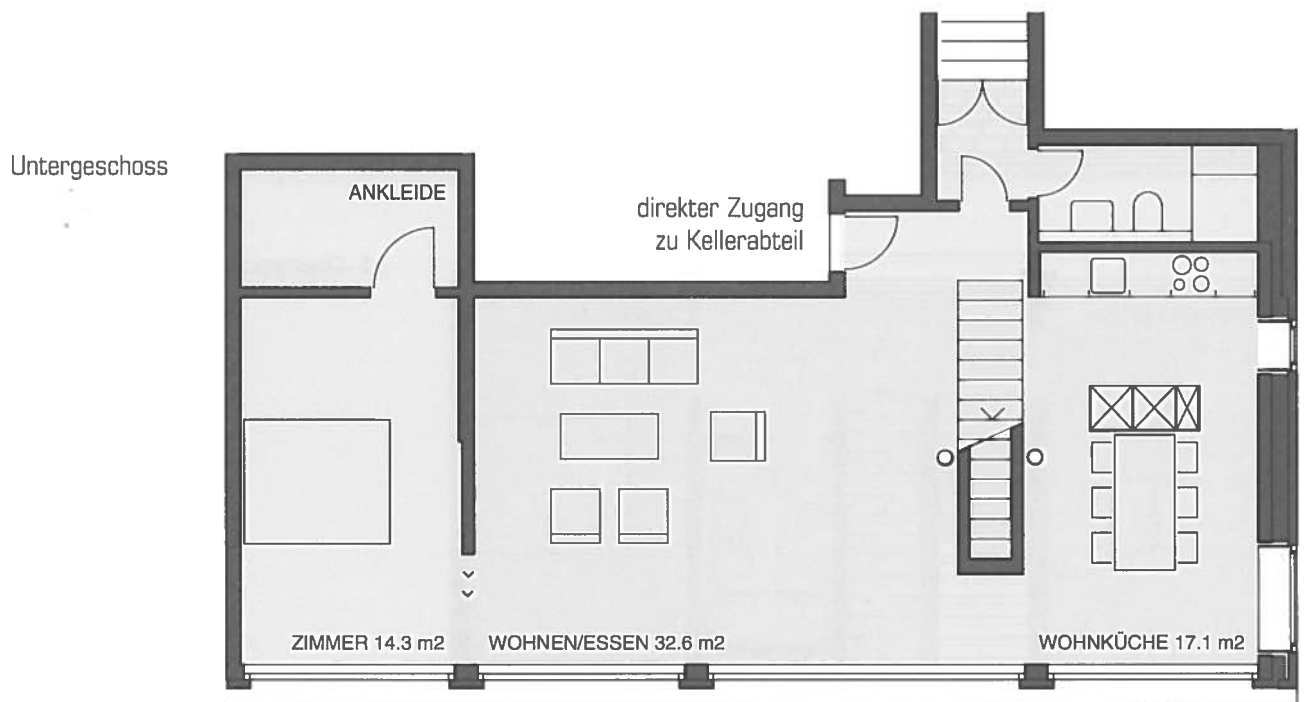 Untergeschoss
ANKLEIDE
direkter Zugang
zu Kellerabteil
ZIMMER 14.3 m2
WOHNEN/ESSEN 32.6 m2
WOHNKÜCHE 17.1 m2